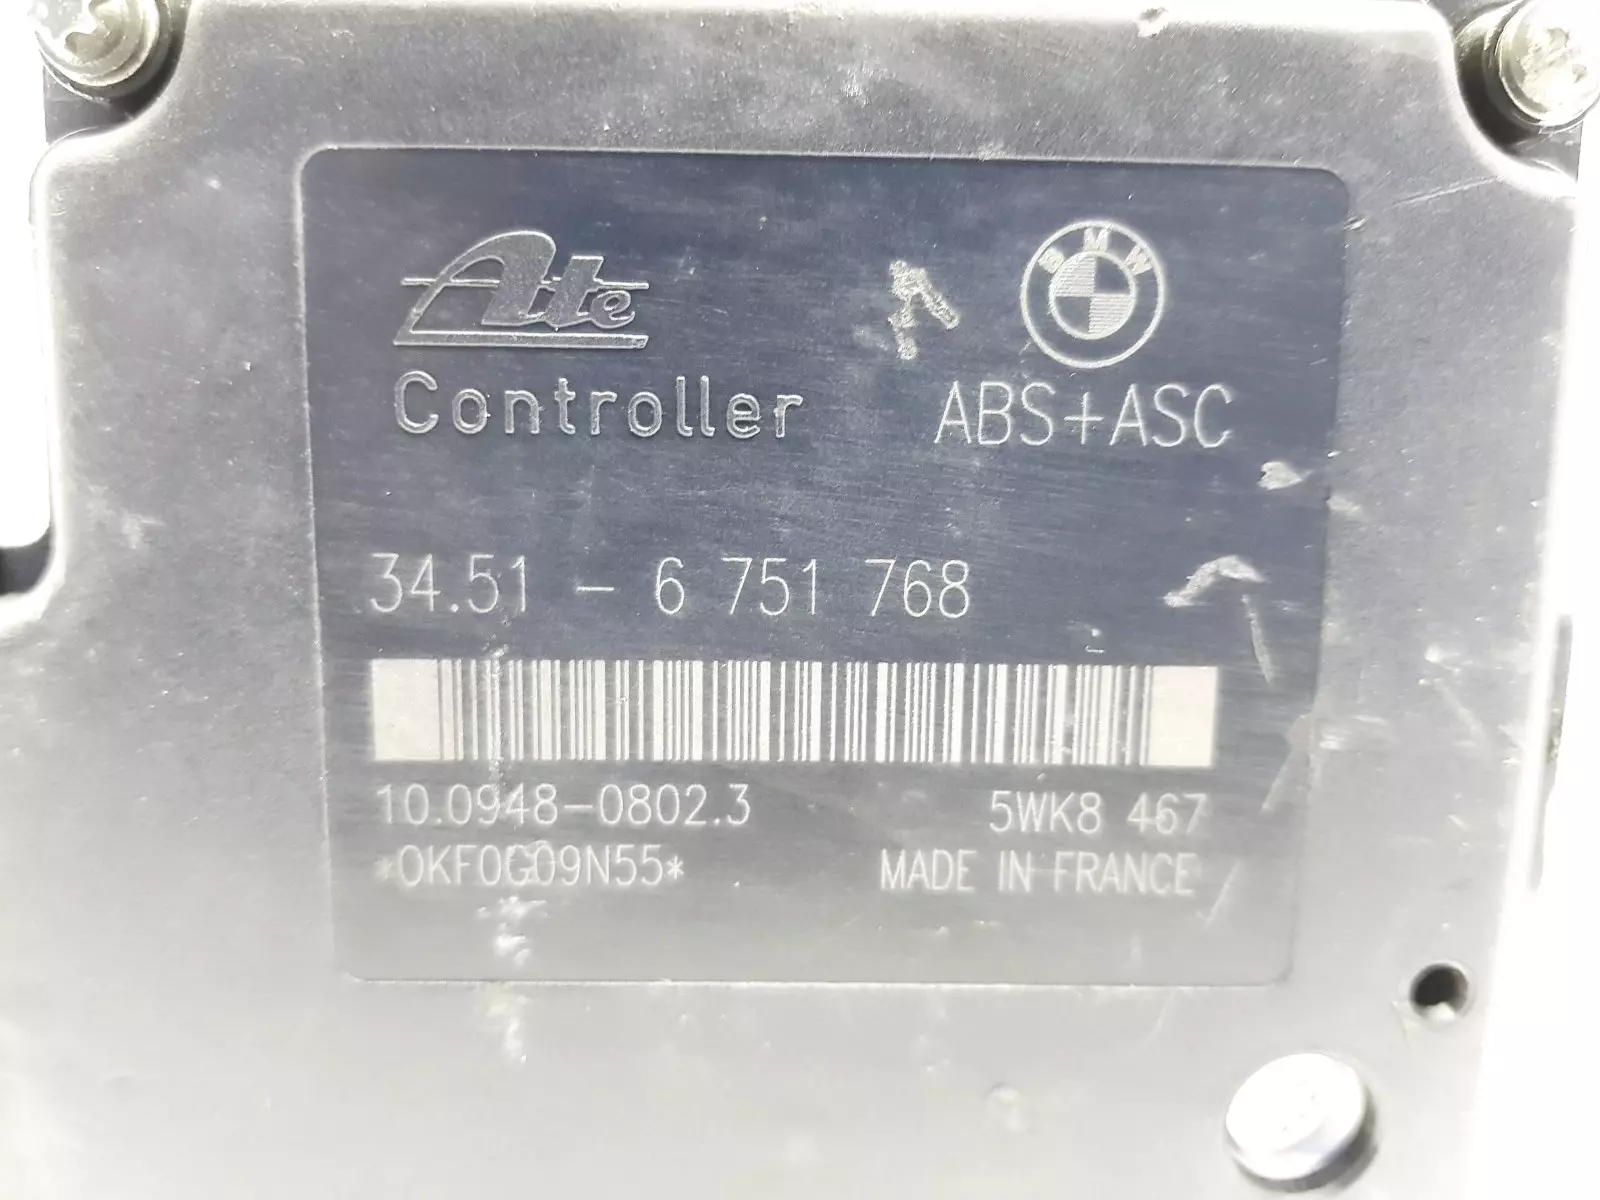 Ate
BMW
Controller
ABS+ASC
34.51 - 6 751 768
10.0948-0802.3
5WK8 467
*OKF0G09N55*
MADE IN FRANCE